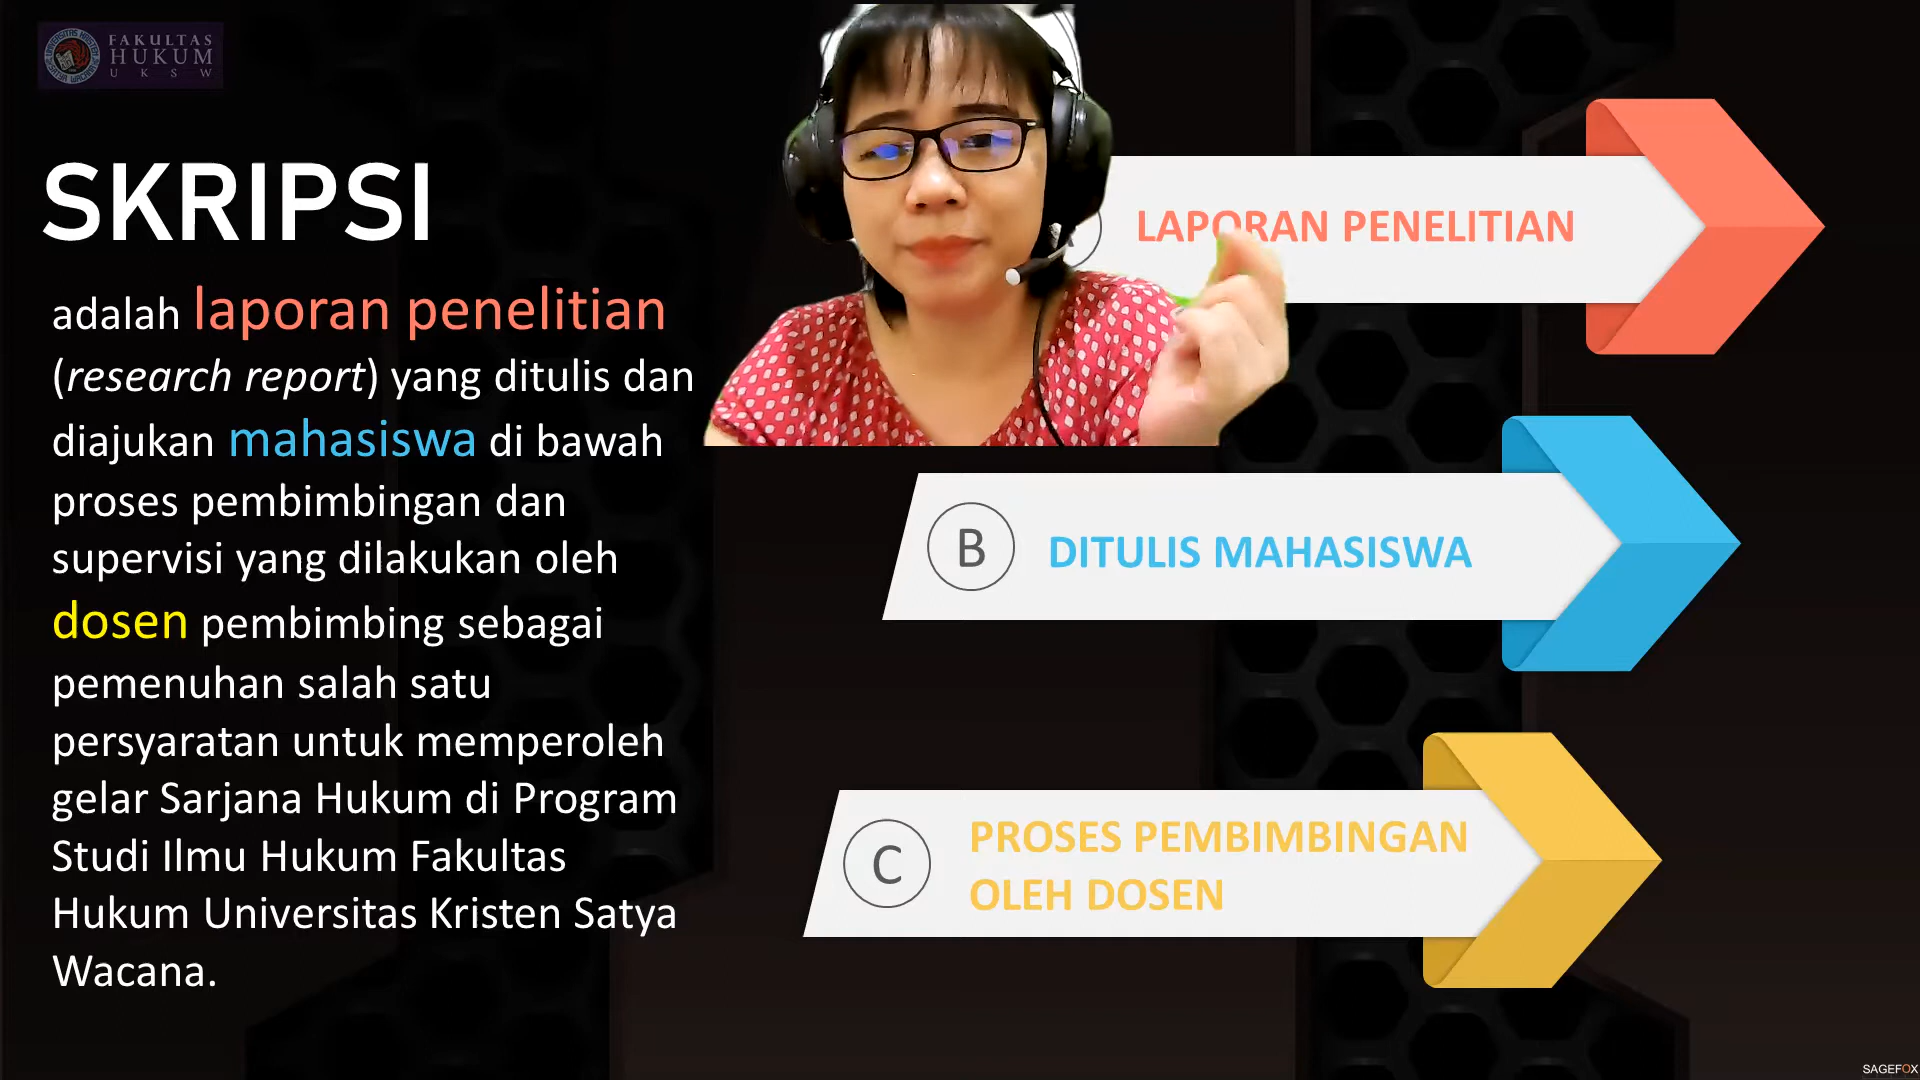 FAKULTAS
HUKUM
UKSW
SKRIPSI
adalah laporan penelitian
(research report) yang ditulis dan
diajukan mahasiswa di bawah
proses pembimbingan dan
supervisi yang dilakukan oleh
dosen pembimbing sebagai
pemenuhan salah satu
persyaratan untuk memperoleh
gelar Sarjana Hukum di Program
Studi Ilmu Hukum Fakultas
Hukum Universitas Kristen Satya
Wacana.
LAPORAN PENELITIAN
B
DITULIS MAHASISWA
C
PROSES PEMBIMBINGAN
OLEH DOSEN
SAGEFOX